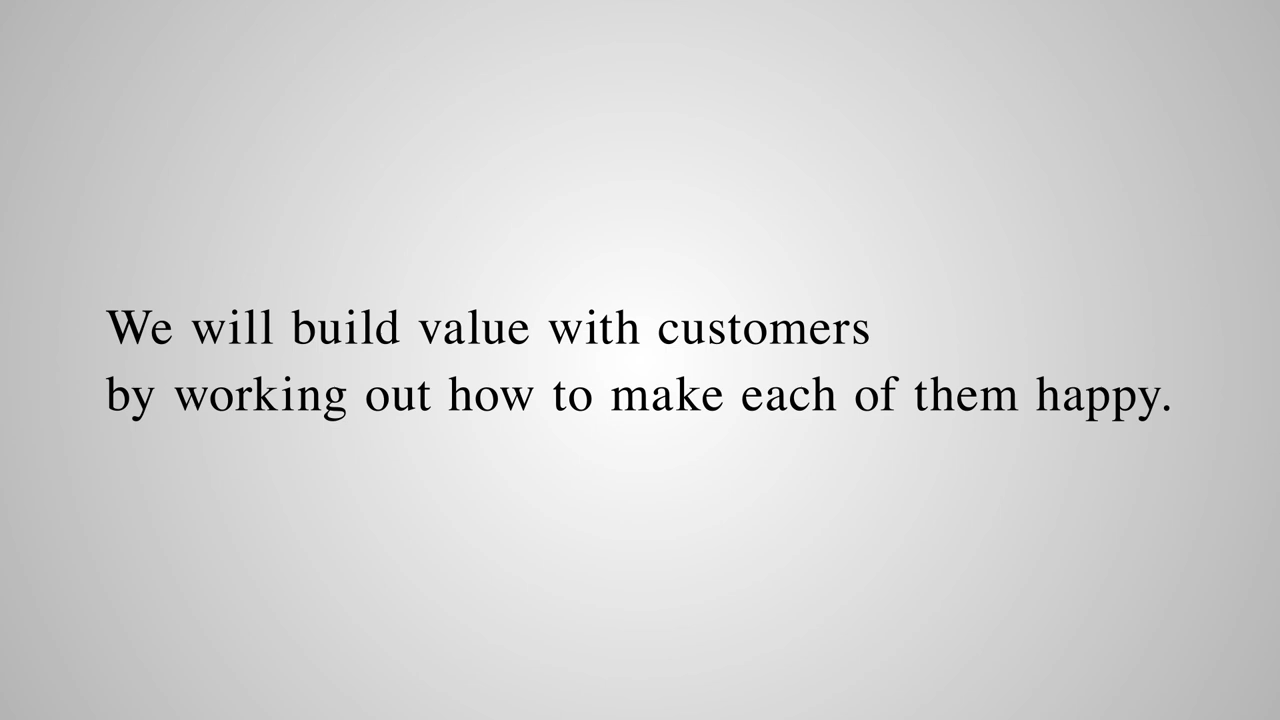 We will build value with customers
by working out how to make each of them happy.